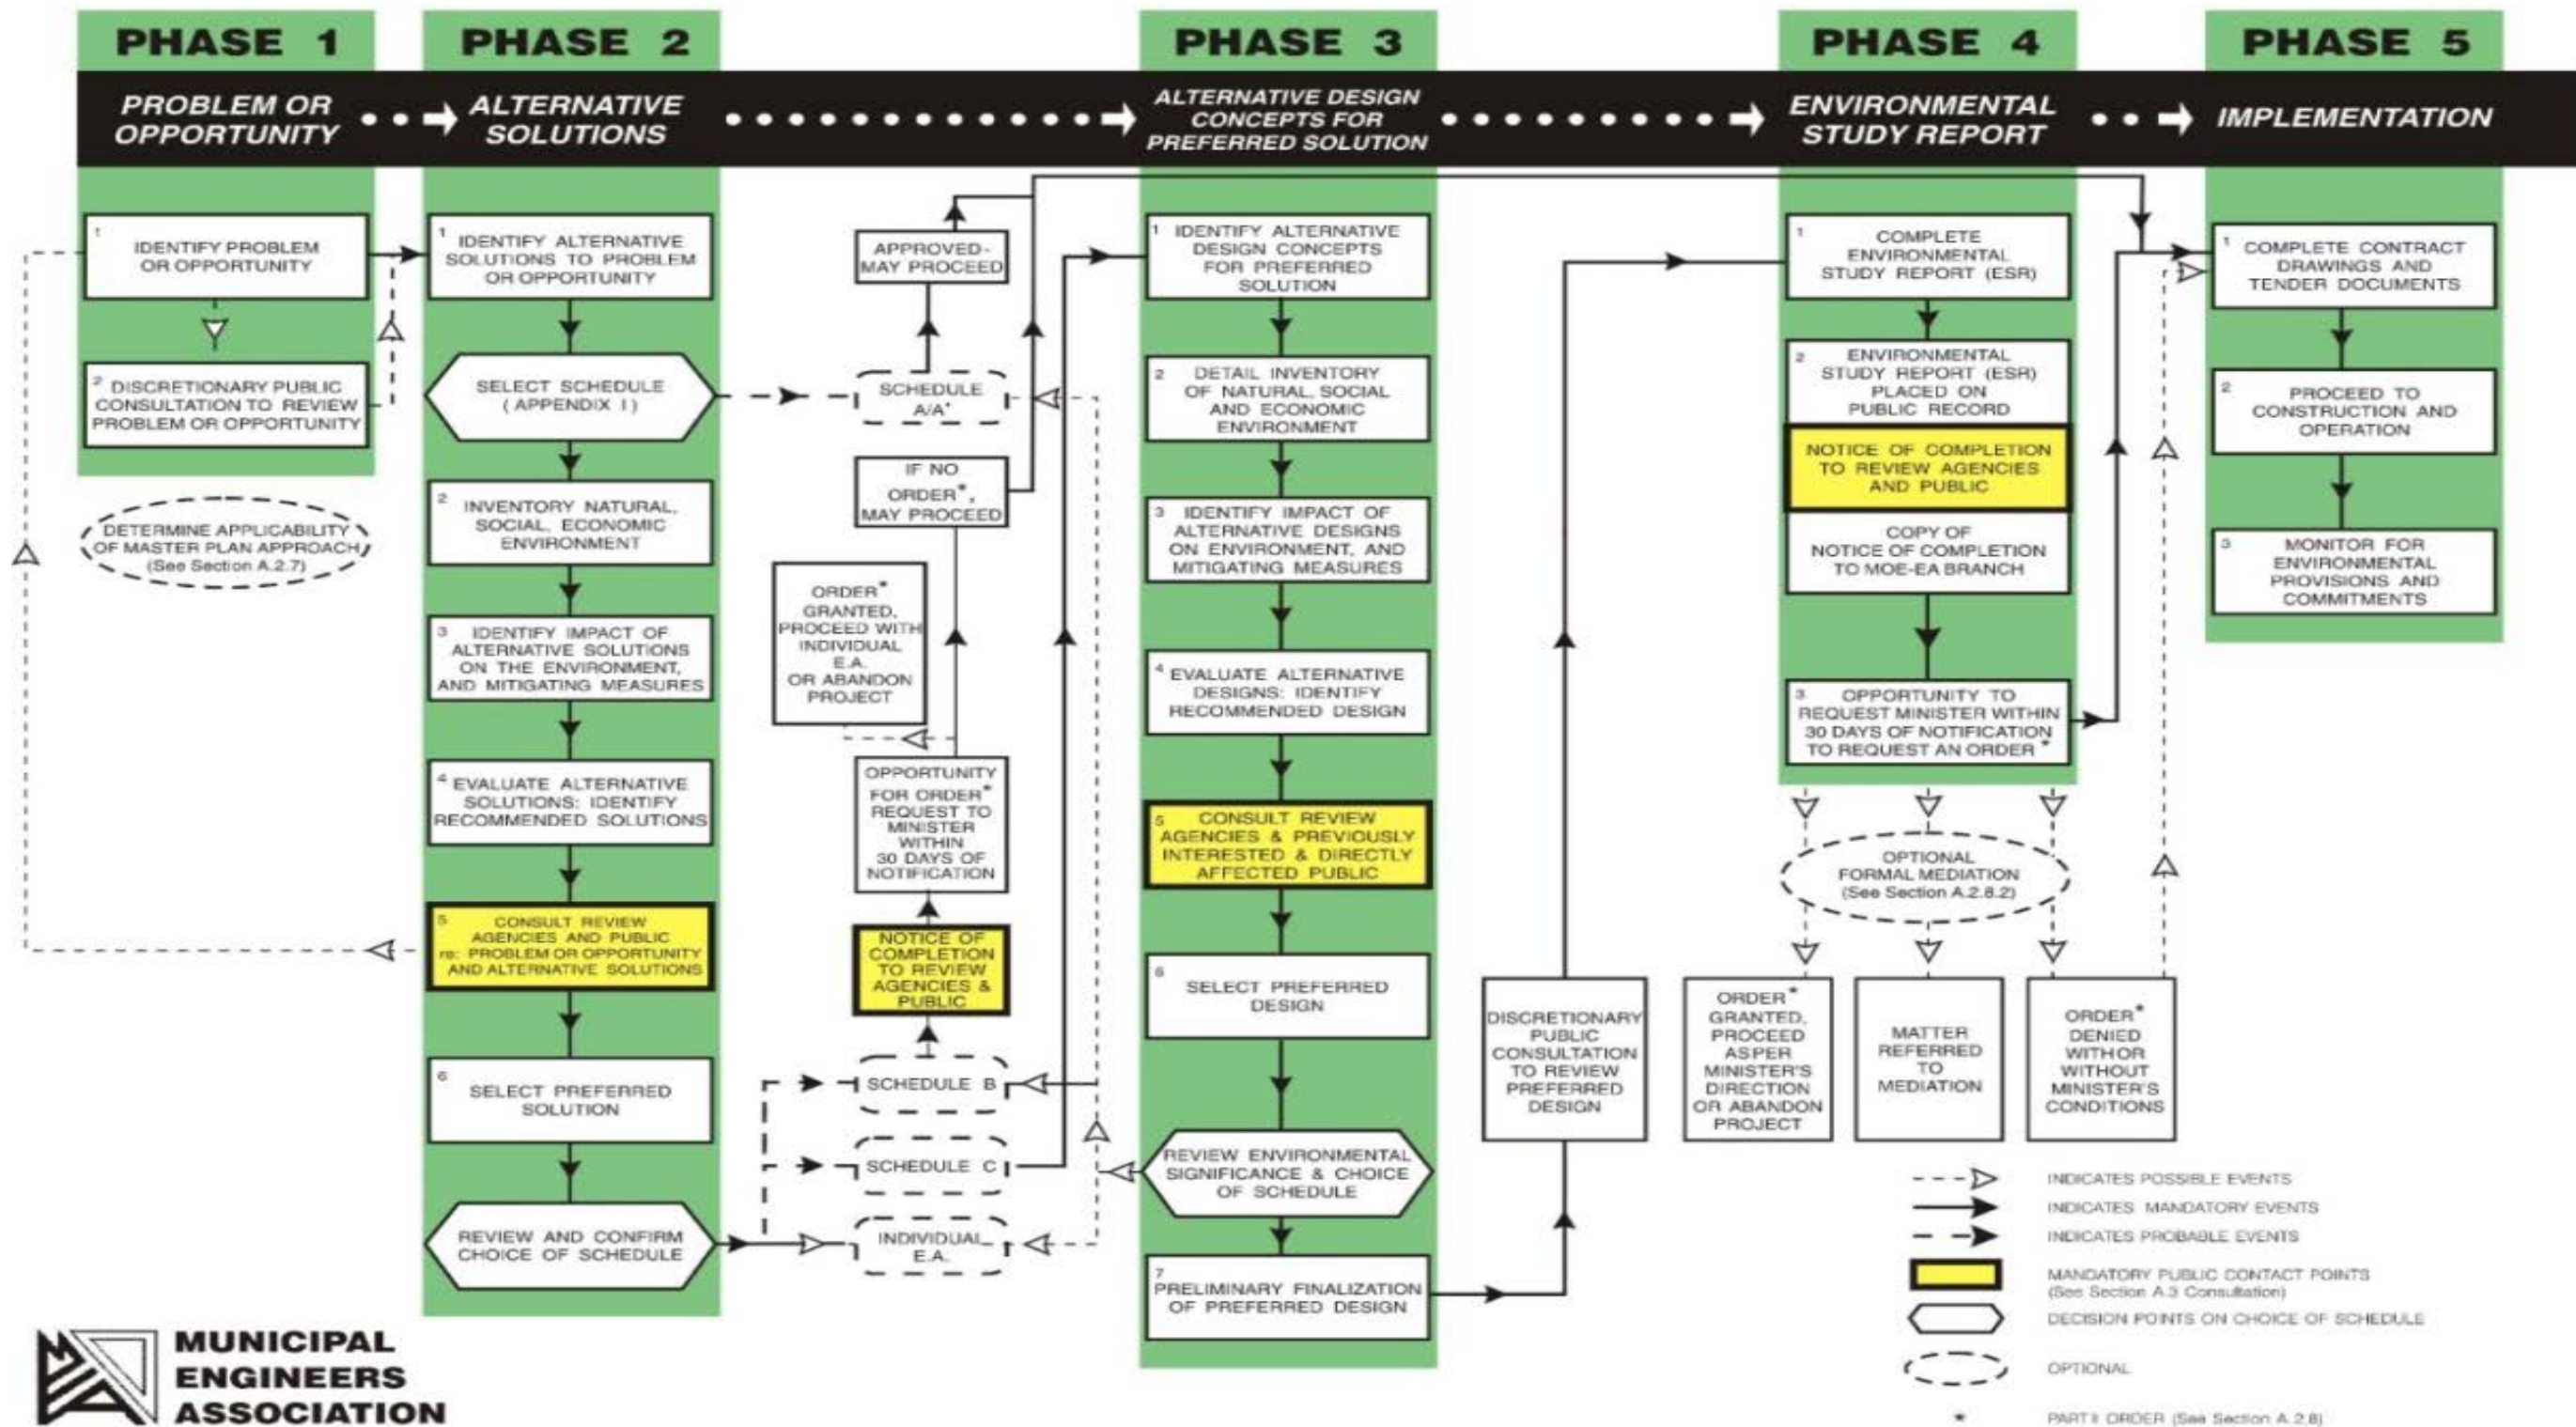 PHASE 1
PROBLEM OR
OPPORTUNITY
1
IDENTIFY PROBLEM
OR OPPORTUNITY
2
DISCRETIONARY PUBLIC
CONSULTATION TO REVIEW
PROBLEM OR OPPORTUNITY
DETERMINE APPLICABILITY
OF MASTER PLAN APPROACH
(See Section A.2.7)
PHASE 2
ALTERNATIVE
SOLUTIONS
1
IDENTIFY ALTERNATIVE
SOLUTIONS TO PROBLEM
OR OPPORTUNITY
SELECT SCHEDULE
( APPENDIX I )
2
INVENTORY NATURAL,
SOCIAL, ECONOMIC
ENVIRONMENT
3
IDENTIFY IMPACT OF
ALTERNATIVE SOLUTIONS
ON THE ENVIRONMENT,
AND MITIGATING MEASURES
4
EVALUATE ALTERNATIVE
SOLUTIONS: IDENTIFY
RECOMMENDED SOLUTIONS
5
CONSULT REVIEW
AGENCIES AND PUBLIC
re: PROBLEM OR OPPORTUNITY
AND ALTERNATIVE SOLUTIONS
6
SELECT PREFERRED
SOLUTION
REVIEW AND CONFIRM
CHOICE OF SCHEDULE
APPROVED-
MAY PROCEED
SCHEDULE
A/A+
IF NO
ORDER*,
MAY PROCEED
ORDER*
GRANTED,
PROCEED WITH
INDIVIDUAL
E.A.
OR ABANDON
PROJECT
OPPORTUNITY
FOR ORDER*
REQUEST TO
MINISTER
WITHIN
30 DAYS OF
NOTIFICATION
NOTICE OF
COMPLETION
TO REVIEW
AGENCIES &
PUBLIC
SCHEDULE B
SCHEDULE C
INDIVIDUAL
E.A.
PHASE 3
ALTERNATIVE DESIGN
CONCEPTS FOR
PREFERRED SOLUTION
1
IDENTIFY ALTERNATIVE
DESIGN CONCEPTS
FOR PREFERRED
SOLUTION
2
DETAIL INVENTORY
OF NATURAL, SOCIAL
AND ECONOMIC
ENVIRONMENT
3
IDENTIFY IMPACT OF
ALTERNATIVE DESIGNS
ON ENVIRONMENT, AND
MITIGATING MEASURES
4
EVALUATE ALTERNATIVE
DESIGNS: IDENTIFY
RECOMMENDED DESIGN
5
CONSULT REVIEW
AGENCIES & PREVIOUSLY
INTERESTED & DIRECTLY
AFFECTED PUBLIC
6
SELECT PREFERRED
DESIGN
REVIEW ENVIRONMENTAL
SIGNIFICANCE & CHOICE
OF SCHEDULE
7
PRELIMINARY FINALIZATION
OF PREFERRED DESIGN
DISCRETIONARY
PUBLIC
CONSULTATION
TO REVIEW
PREFERRED
DESIGN
PHASE 4
ENVIRONMENTAL
STUDY REPORT
1
COMPLETE
ENVIRONMENTAL
STUDY REPORT (ESR)
2
ENVIRONMENTAL
STUDY REPORT (ESR)
PLACED ON
PUBLIC RECORD
NOTICE OF COMPLETION
TO REVIEW AGENCIES
AND PUBLIC
COPY OF
NOTICE OF COMPLETION
TO MOE-EA BRANCH
3
OPPORTUNITY TO
REQUEST MINISTER WITHIN
30 DAYS OF NOTIFICATION
TO REQUEST AN ORDER *
OPTIONAL
FORMAL MEDIATION
(See Section A.2.8.2)
ORDER*
GRANTED,
PROCEED
AS PER
MINISTER'S
DIRECTION
OR ABANDON
PROJECT
MATTER
REFERRED
TO
MEDIATION
ORDER*
DENIED
WITH OR
WITHOUT
MINISTER'S
CONDITIONS
PHASE 5
IMPLEMENTATION
1
COMPLETE CONTRACT
DRAWINGS AND
TENDER DOCUMENTS
2
PROCEED TO
CONSTRUCTION AND
OPERATION
3
MONITOR FOR
ENVIRONMENTAL
PROVISIONS AND
COMMITMENTS
INDICATES POSSIBLE EVENTS
INDICATES MANDATORY EVENTS
INDICATES PROBABLE EVENTS
MANDATORY PUBLIC CONTACT POINTS
(See Section A.3 Consultation)
DECISION POINTS ON CHOICE OF SCHEDULE
OPTIONAL
* PART II ORDER (See Section A.2.8)
MUNICIPAL
ENGINEERS
ASSOCIATION